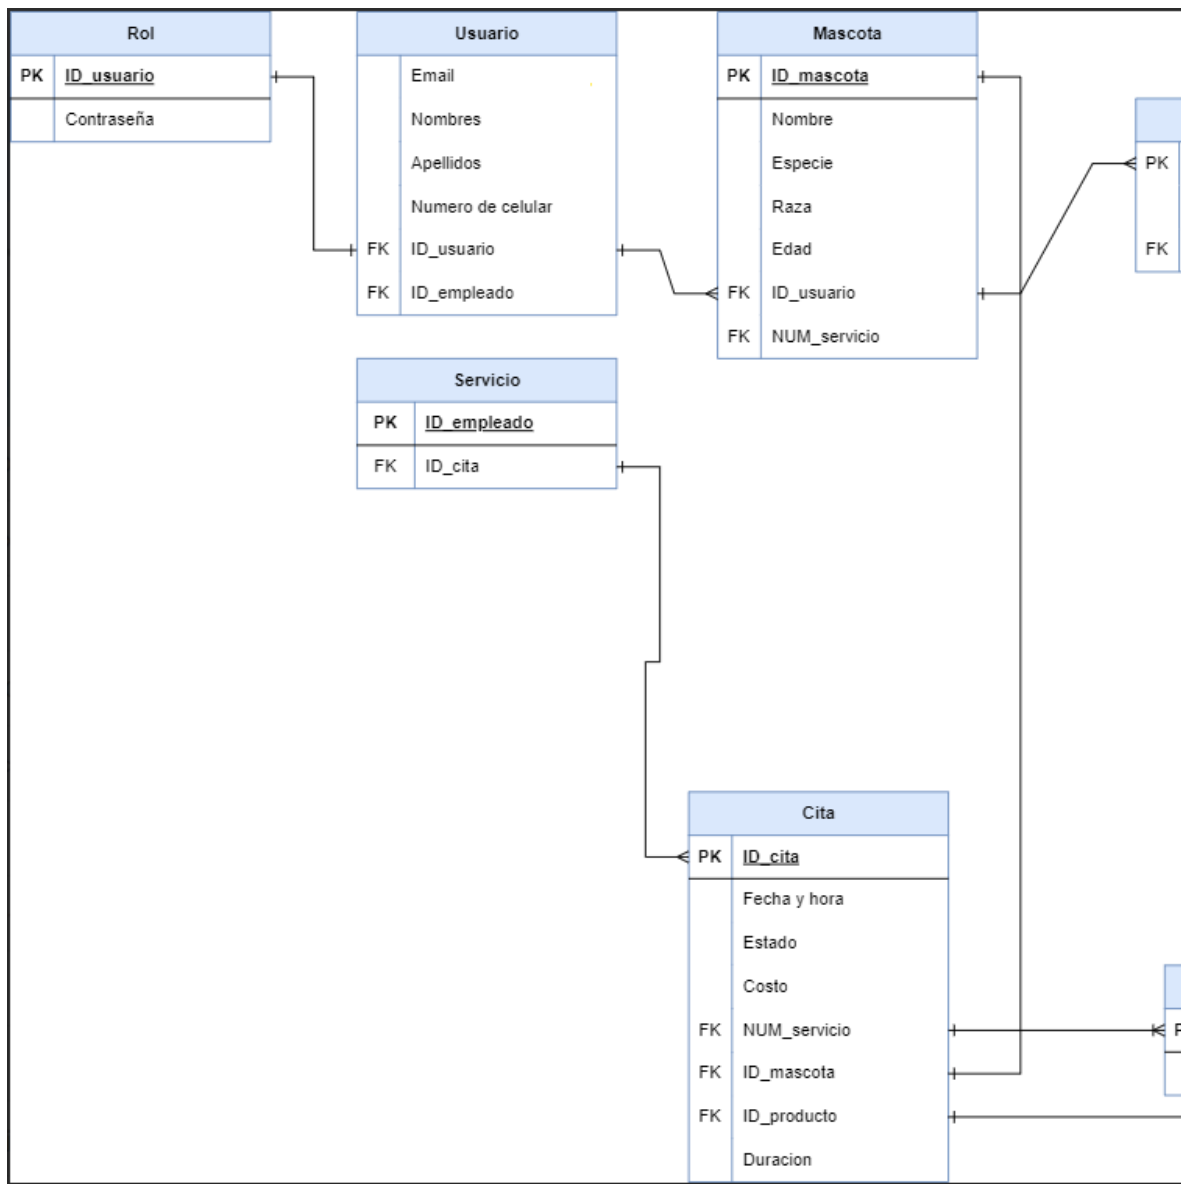 Rol
PK ID_usuario
Contraseña
Usuario
Email
Nombres
Apellidos
Numero de celular
FK ID_usuario
FK ID_empleado
Mascota
PK ID_mascota
Nombre
Especie
Raza
Edad
FK ID_usuario
FK NUM_servicio
PK
FK
Servicio
PK ID_empleado
FK ID_cita
Cita
PK ID_cita
Fecha y hora
Estado
Costo
FK NUM_servicio
FK ID_mascota
FK ID_producto
Duracion